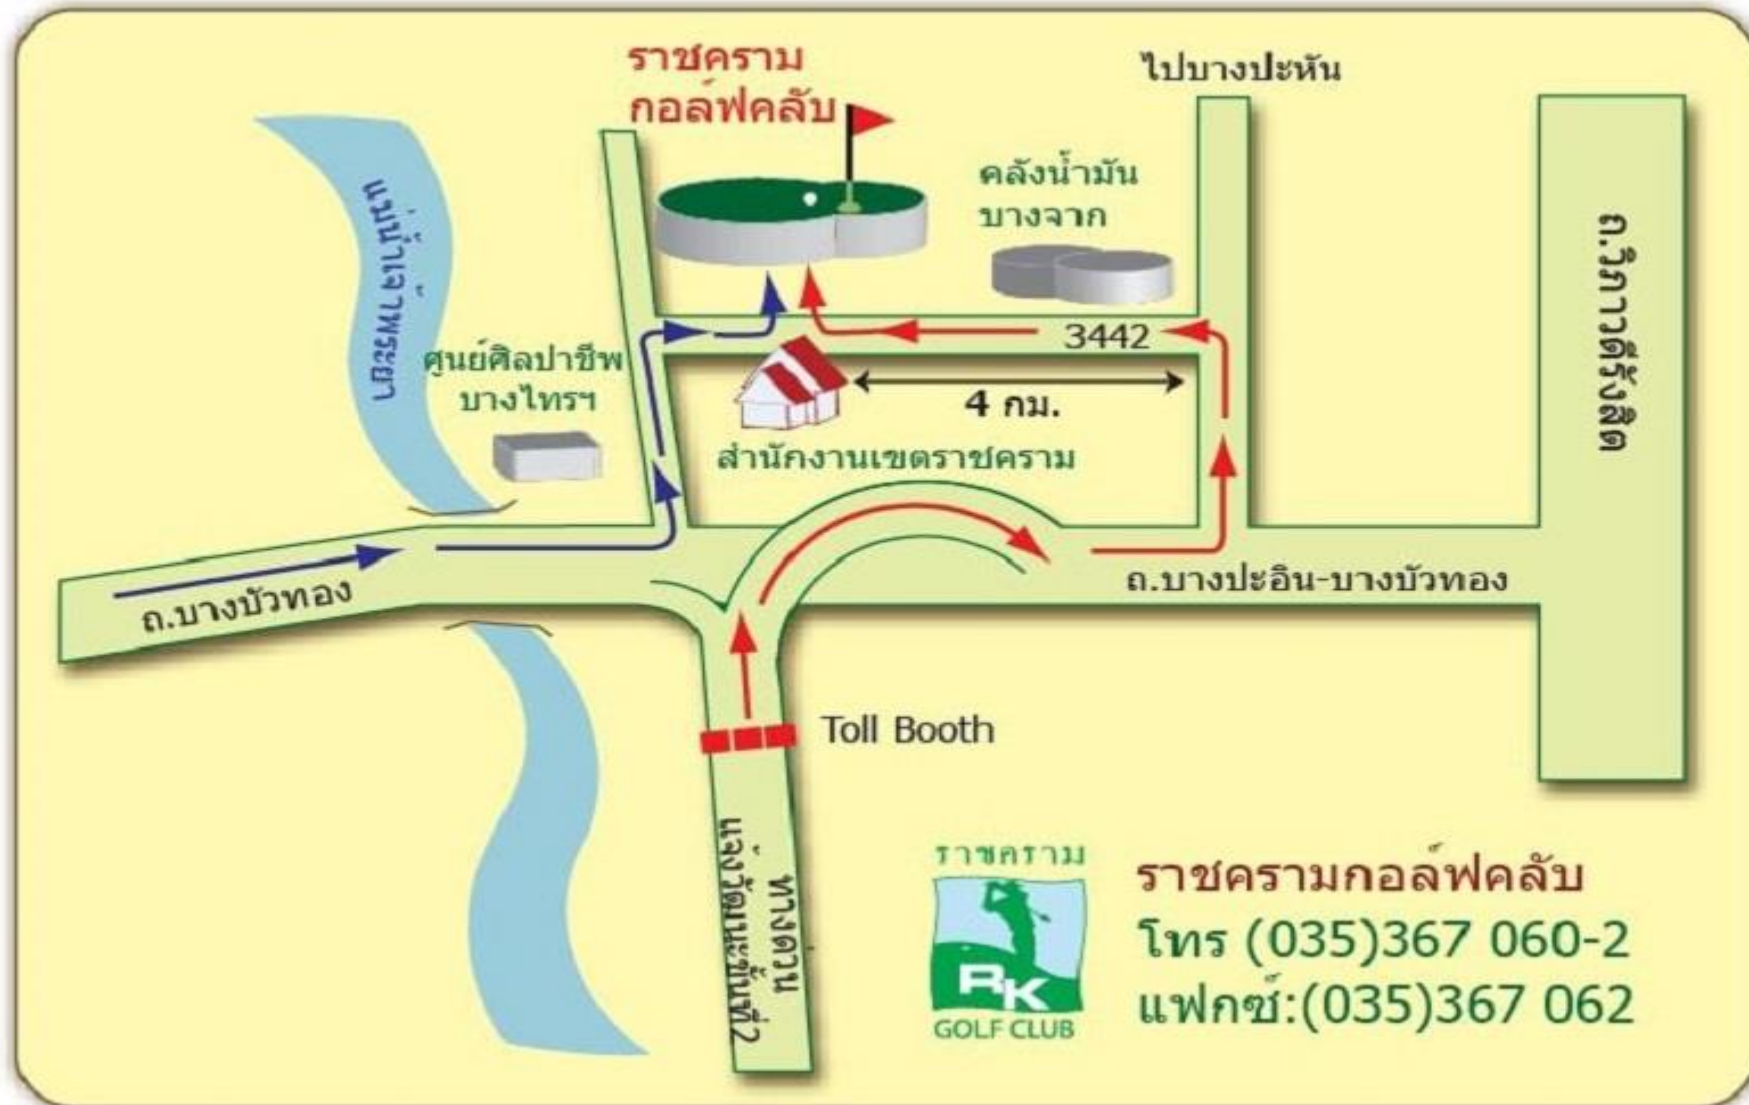 ราชคราม
กอล์ฟคลับ
ไปบางปะหัน
คลังน้ำมัน
บางจาก
ถ.วิภาวดีรังสิต
แม่น้ำเจ้าพระยา
3442
ศูนย์ศิลปาชีพ
บางไทรฯ
4 กม.
สำนักงานเขตราชคราม
ถ.บางบัวทอง
ถ.บางปะอิน-บางบัวทอง
Toll Booth
ทางด่วน
แจ้งวัฒนะขั้นที่2
ราชคราม
RK
GOLF CLUB
ราชครามกอล์ฟคลับ
โทร (035)367 060-2
แฟกซ์:(035)367 062